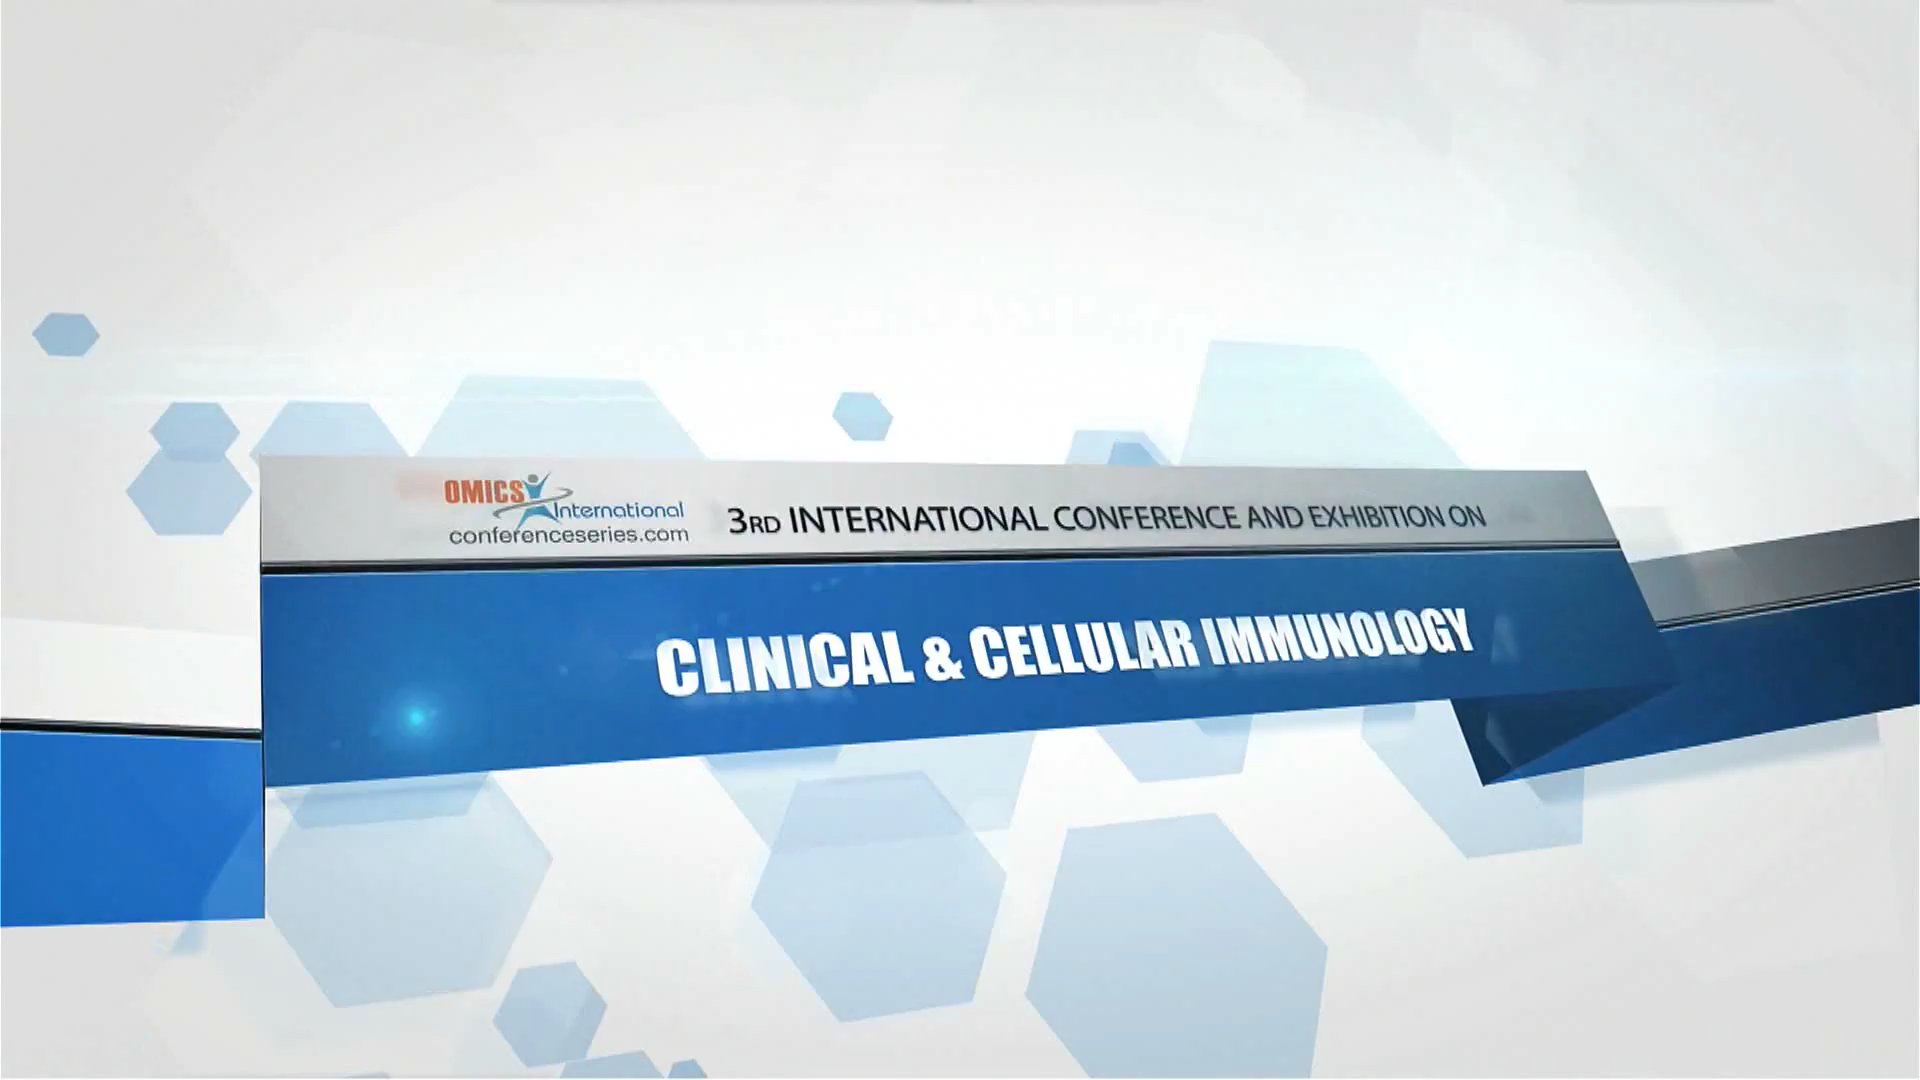 OMICS
International
conferenceseries.com
3RD INTERNATIONAL CONFERENCE AND EXHIBITION ON
CLINICAL & CELLULAR IMMUNOLOGY